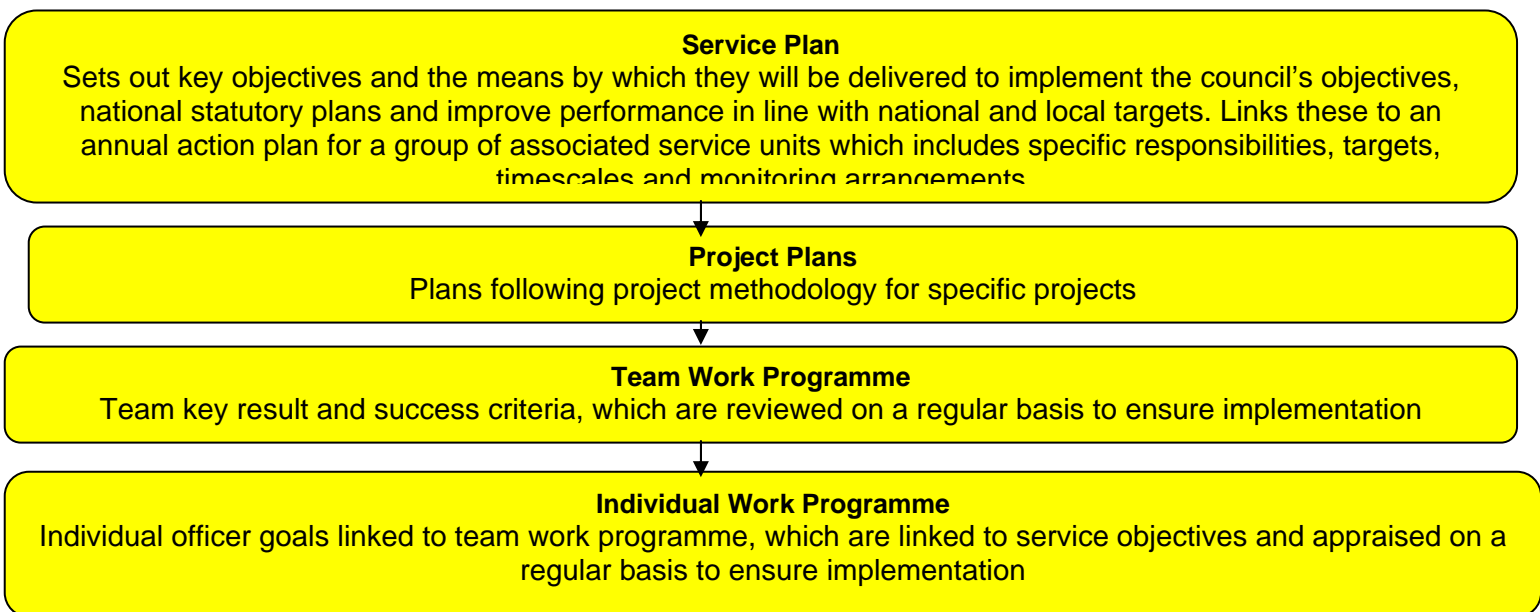 Service Plan
Sets out key objectives and the means by which they will be delivered to implement the council’s objectives,
national statutory plans and improve performance in line with national and local targets. Links these to an
annual action plan for a group of associated service units which includes specific responsibilities, targets,
timescales and monitoring arrangements
Project Plans
Plans following project methodology for specific projects
Team Work Programme
Team key result and success criteria, which are reviewed on a regular basis to ensure implementation
Individual Work Programme
Individual officer goals linked to team work programme, which are linked to service objectives and appraised on a
regular basis to ensure implementation